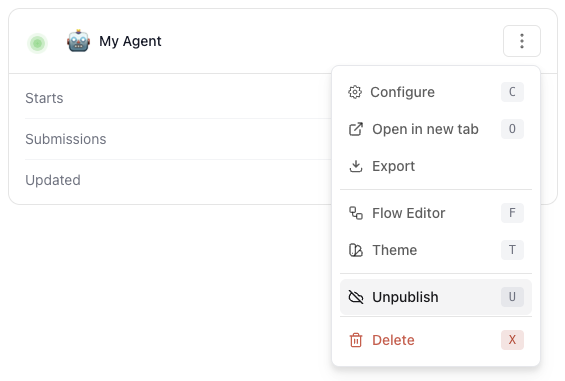 My Agent
Starts
Submissions
Updated
Configure C
Open in new tab O
Export
Flow Editor F
Theme T
Unpublish U
Delete X